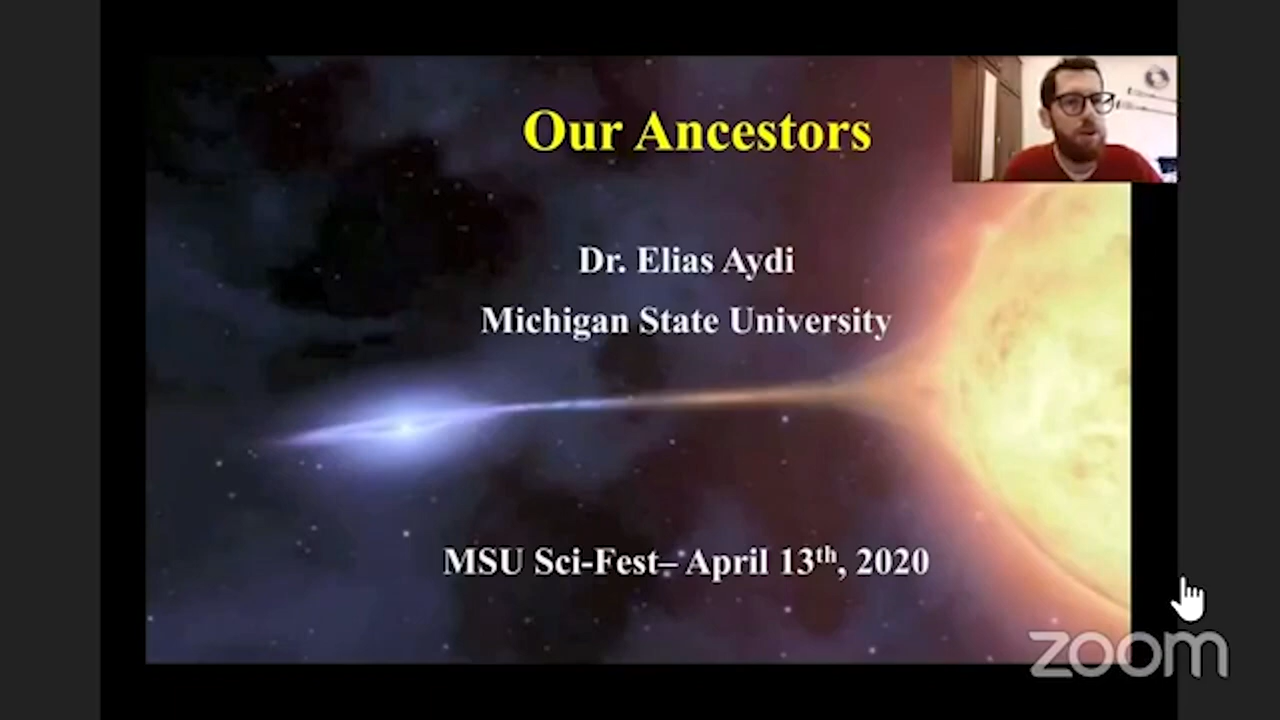 Our Ancestors
Dr. Elias Aydi
Michigan State University
MSU Sci-Fest– April 13th, 2020
zoom